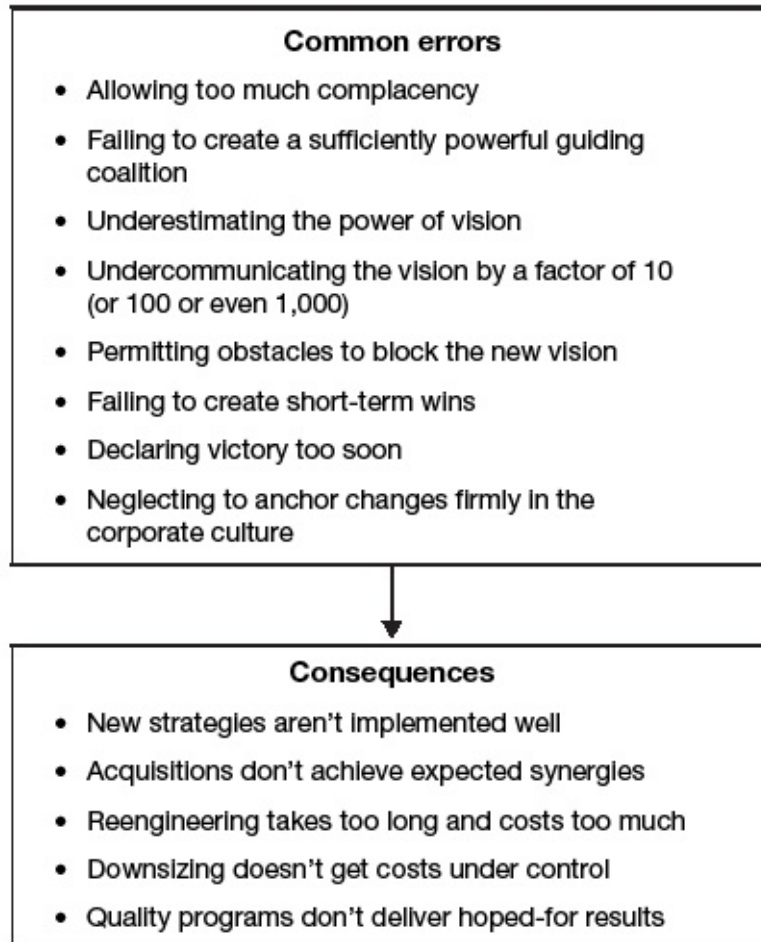 Common errors
• Allowing too much complacency
• Failing to create a sufficiently powerful guiding
coalition
• Underestimating the power of vision
• Undercommunicating the vision by a factor of 10
(or 100 or even 1,000)
• Permitting obstacles to block the new vision
• Failing to create short-term wins
• Declaring victory too soon
• Neglecting to anchor changes firmly in the
corporate culture
Consequences
• New strategies aren’t implemented well
• Acquisitions don’t achieve expected synergies
• Reengineering takes too long and costs too much
• Downsizing doesn’t get costs under control
• Quality programs don’t deliver hoped-for results